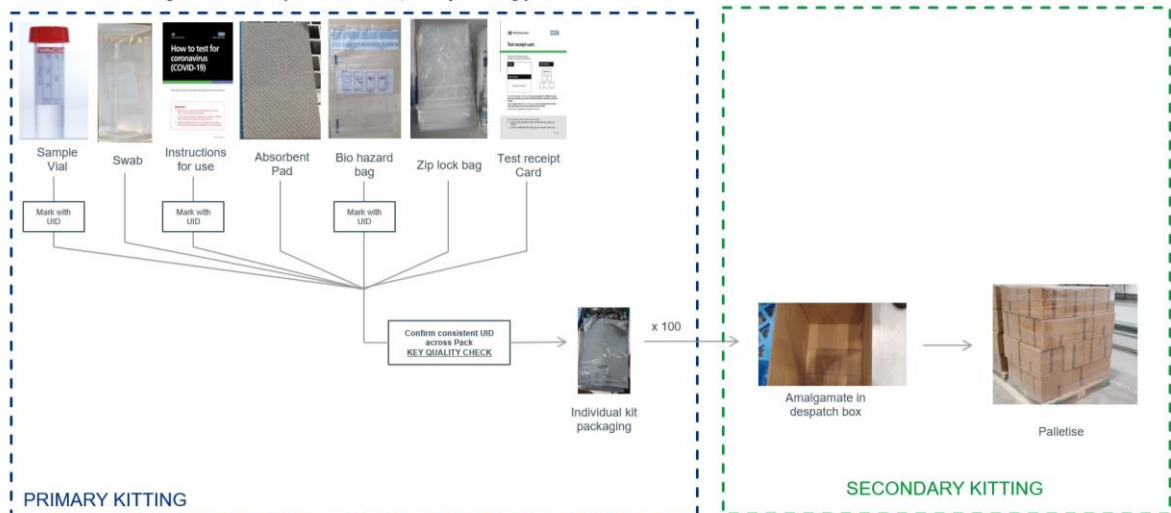 How to test for
coronavirus
(COVID-19)
Test receipt card
Sample
Vial
Swab
Instructions
for use
Absorbent
Pad
Bio hazard
bag
Zip lock bag
Test receipt
Card
Mark with
UID
Mark with
UID
Mark with
UID
Confirm consistent UID
across Pack
KEY QUALITY CHECK
Individual kit
packaging
x 100
Amalgamate in
despatch box
Palletise
PRIMARY KITTING
SECONDARY KITTING